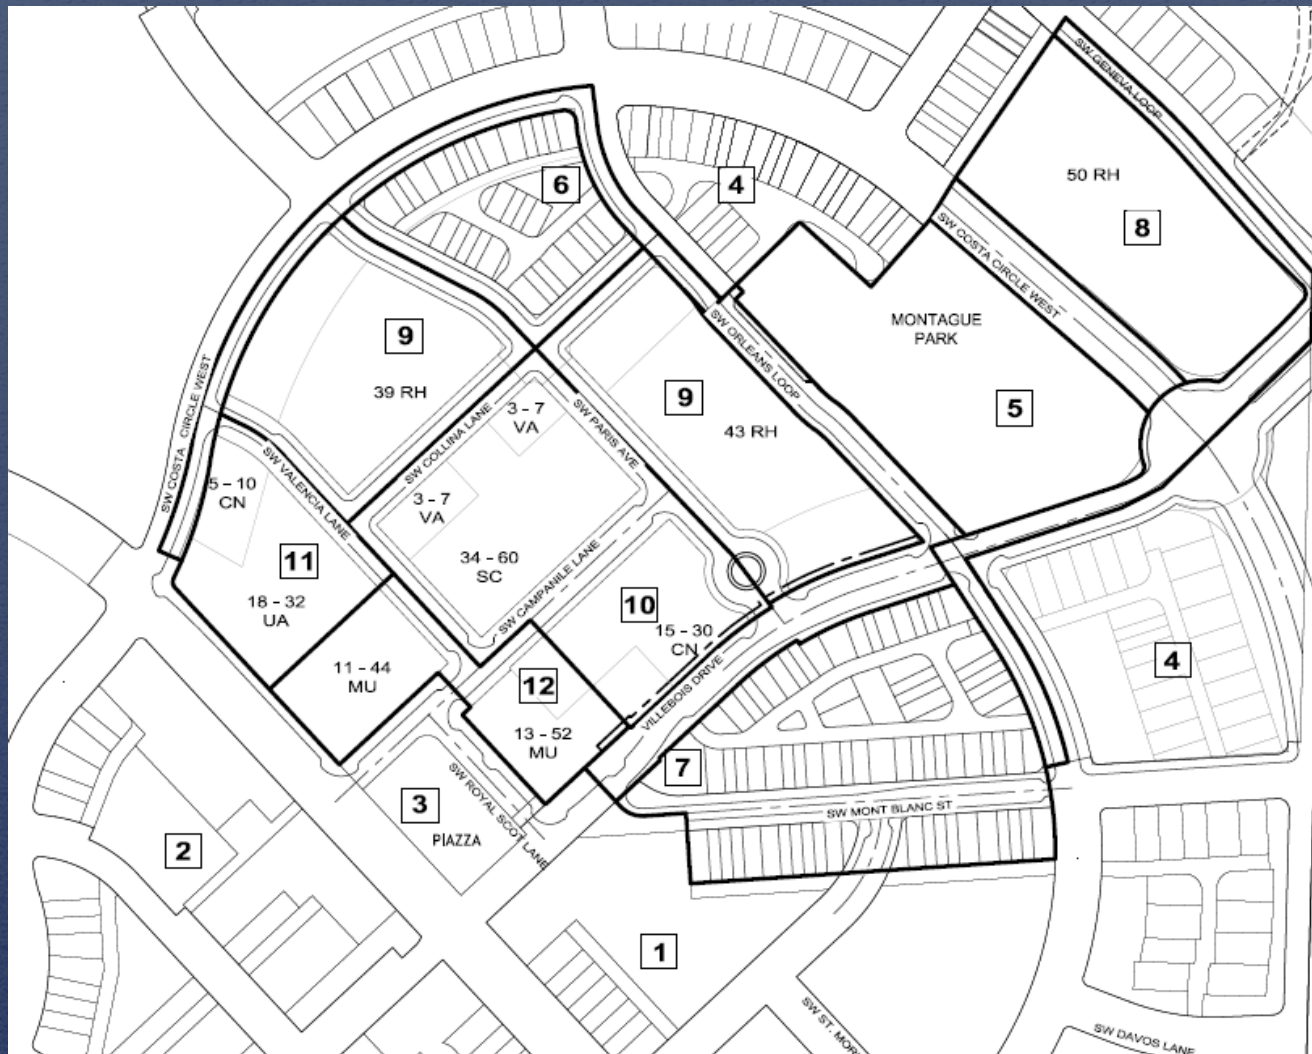 SW GENEVA LOOP
50 RH
8
6
4
SW COSTA CIRCLE WEST
MONTAGUE
PARK
5
9
39 RH
SW ORLEANS LOOP
9
43 RH
SW COSTA CIRCLE WEST
3 - 7
VA
SW COLLINA LANE
SW PARIS AVE
5 - 10
CN
SW VALENCIA LANE
3 - 7
VA
34 - 60
SC
SW CAMPANILE LANE
11
18 - 32
UA
10
15 - 30
CN
11 - 44
MU
12
13 - 52
MU
VILLEBOIS DRIVE
4
7
SW MONT BLANC ST
SW ROYAL SCOT LANE
3
PIAZZA
2
1
SW ST. MOR
SW DAVOS LANE